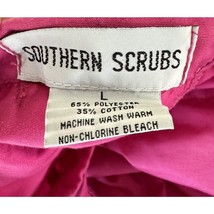 SOUTHERN SCRUBS
L
65% POLYESTER
35% COTTON
MACHINE WASH WARM
NON-CHLORINE BLEACH